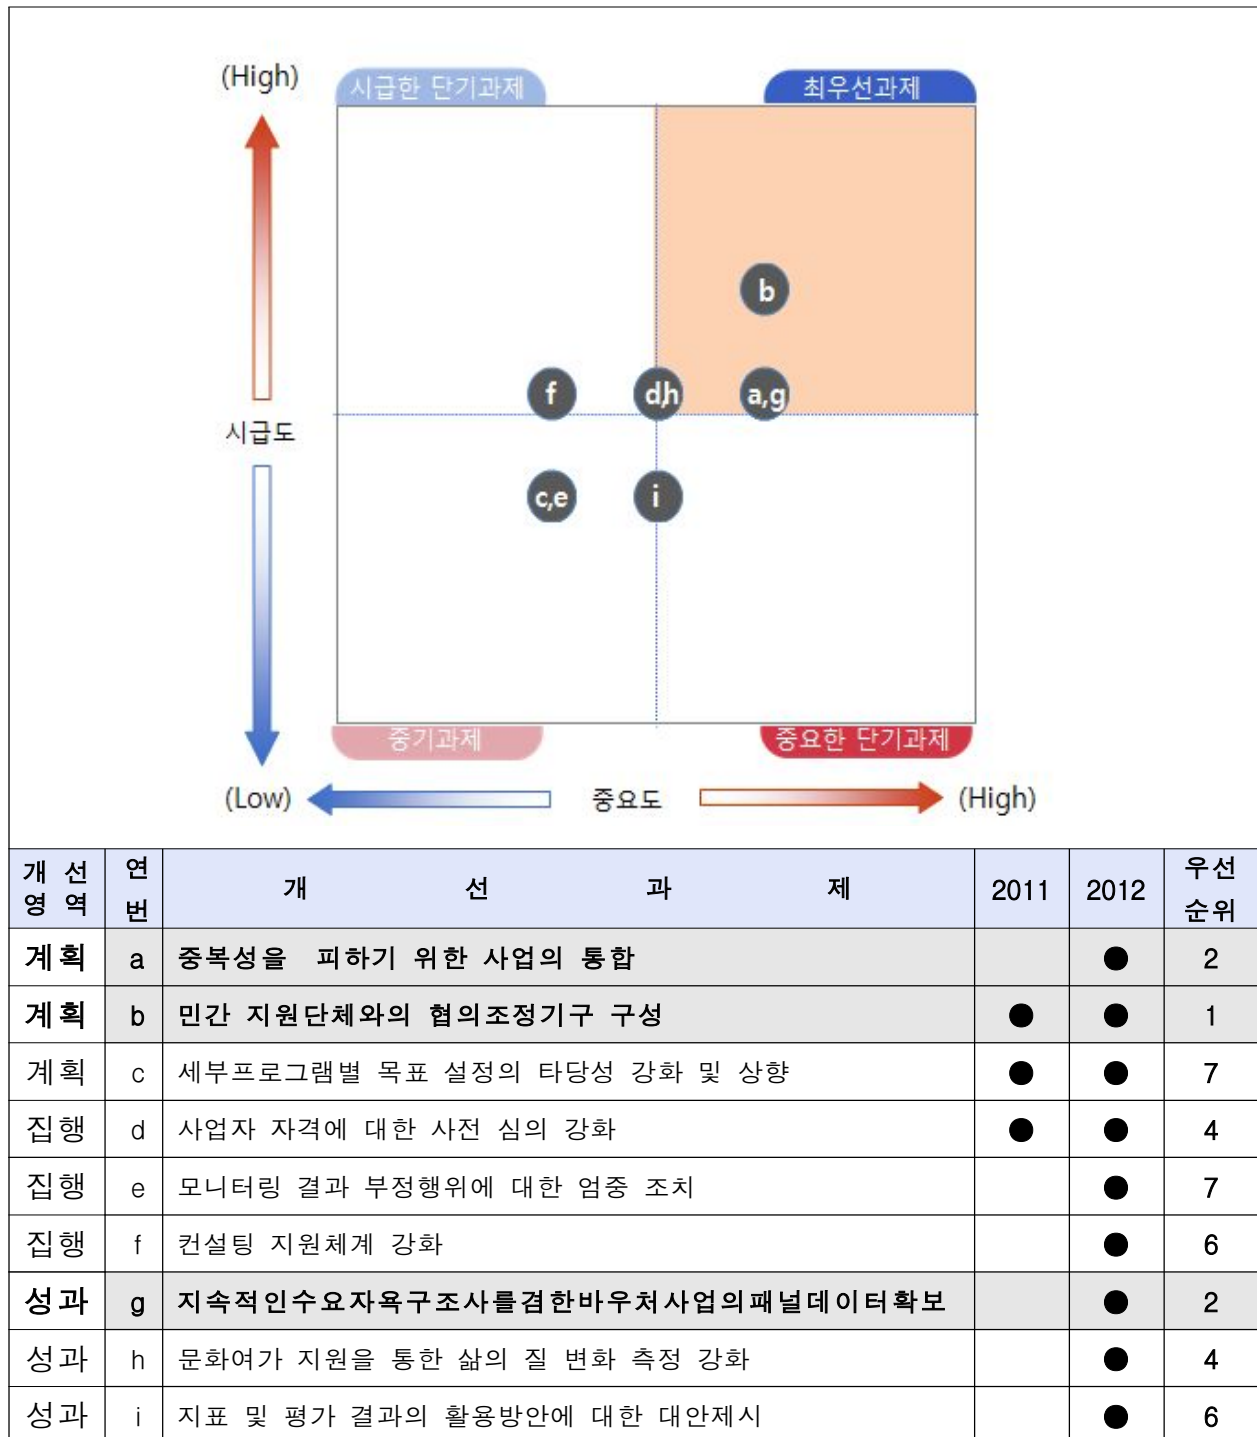 (High)
시급한 단기과제
최우선과제
b
f
d,h
a,g
시급도
c,e
i
중기과제
중요한 단기과제
(Low)
중요도
(High)
개 선 영 역 연 번 개 선 과 제 2011 2012 우선 순위
계획 a 중복성을 피하기 위한 사업의 통합 ● 2
계획 b 민간 지원단체와의 협의조정기구 구성 ● ● 1
계획 c 세부프로그램별 목표 설정의 타당성 강화 및 상향 ● ● 7
집행 d 사업자 자격에 대한 사전 심의 강화 ● ● 4
집행 e 모니터링 결과 부정행위에 대한 엄중 조치 ● 7
집행 f 컨설팅 지원체계 강화 ● 6
성과 g 지속적인수요자욕구조사를겸한바우처사업의패널데이터확보 ● 2
성과 h 문화여가 지원을 통한 삶의 질 변화 측정 강화 ● 4
성과 i 지표 및 평가 결과의 활용방안에 대한 대안제시 ● 6